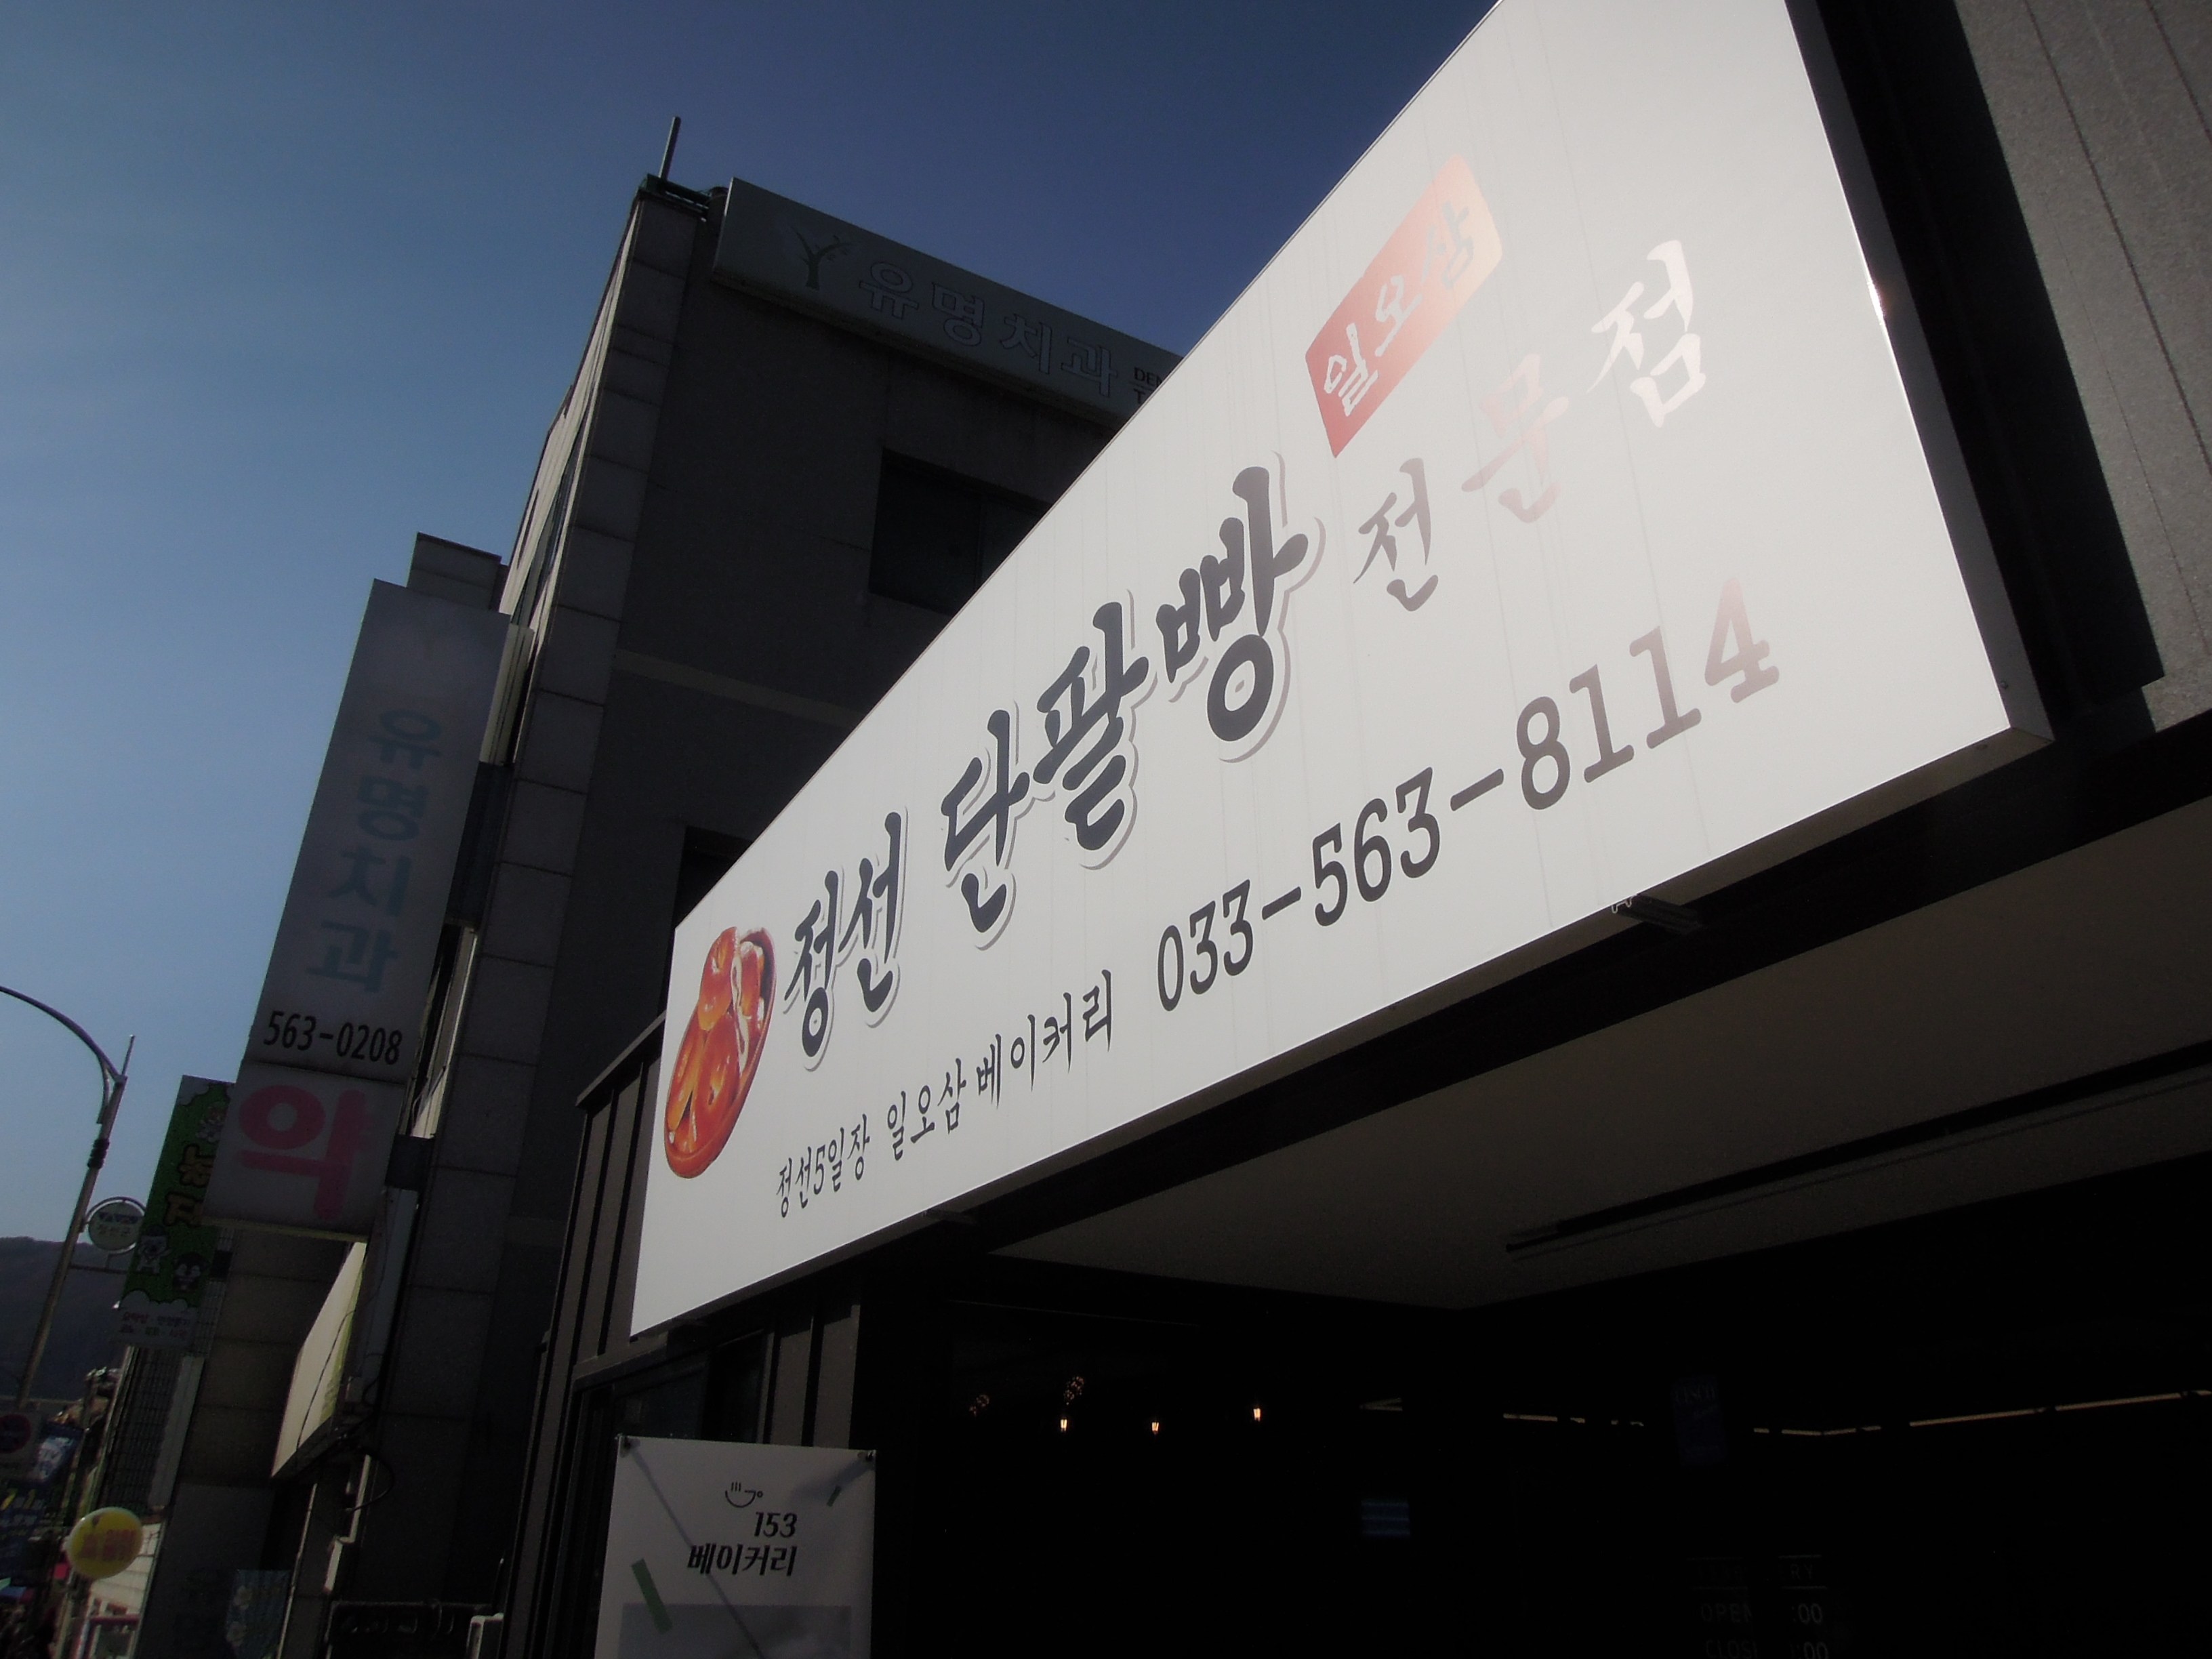 유명치과
일오삼
정선 단팥빵 전문점
정선5일장 일오삼베이커리 033-563-8114
유명치과
563-0208
약
153
베이커리
OPEN